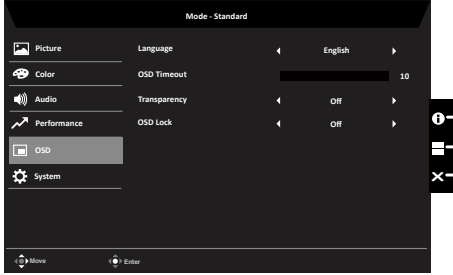 Mode - Standard
Picture
Language
English
Color
OSD Timeout
10
Audio
Transparency
Off
Performance
OSD Lock
Off
OSD
System
Move
Enter